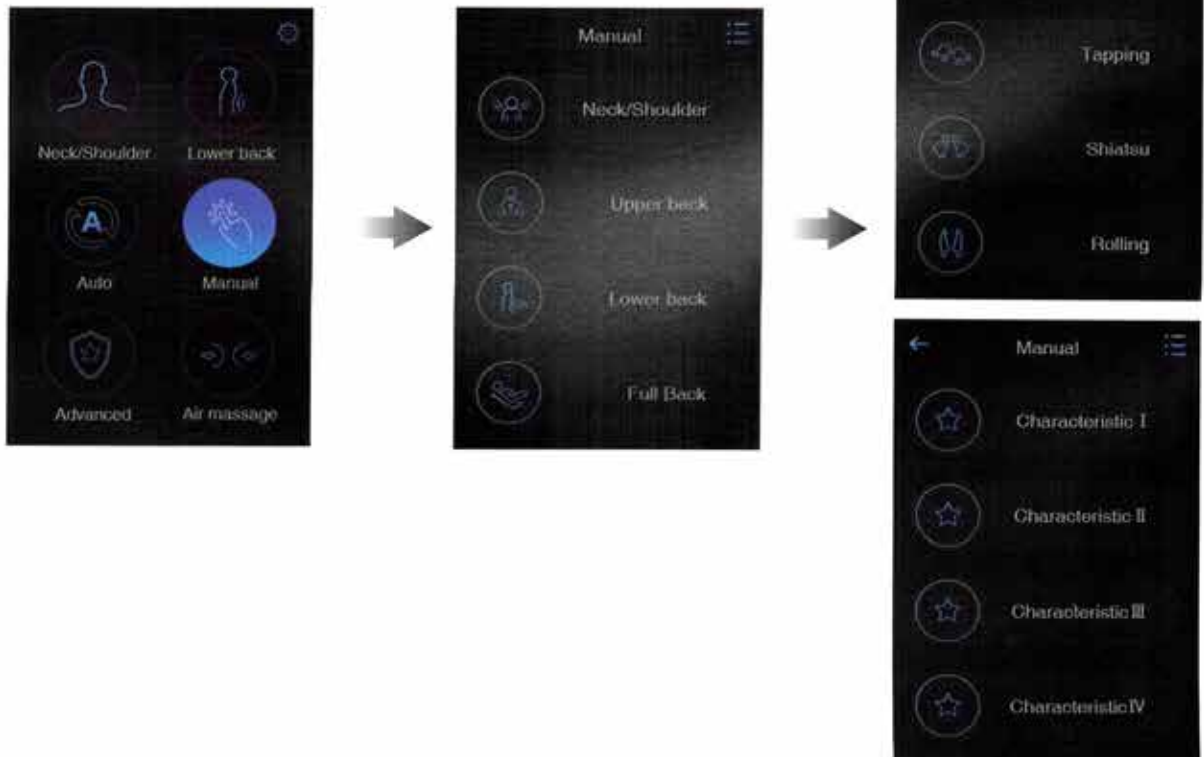 Neck/Shoulder
Lower back
A
Auto
Manual
Advanced
Air massage
Manual
Neck/Shoulder
Upper back
Lower back
Full Back
Tapping
Shiatsu
Rolling
Manual
Characteristic Ⅰ
Characteristic Ⅱ
Characteristic Ⅲ
Characteristic Ⅳ